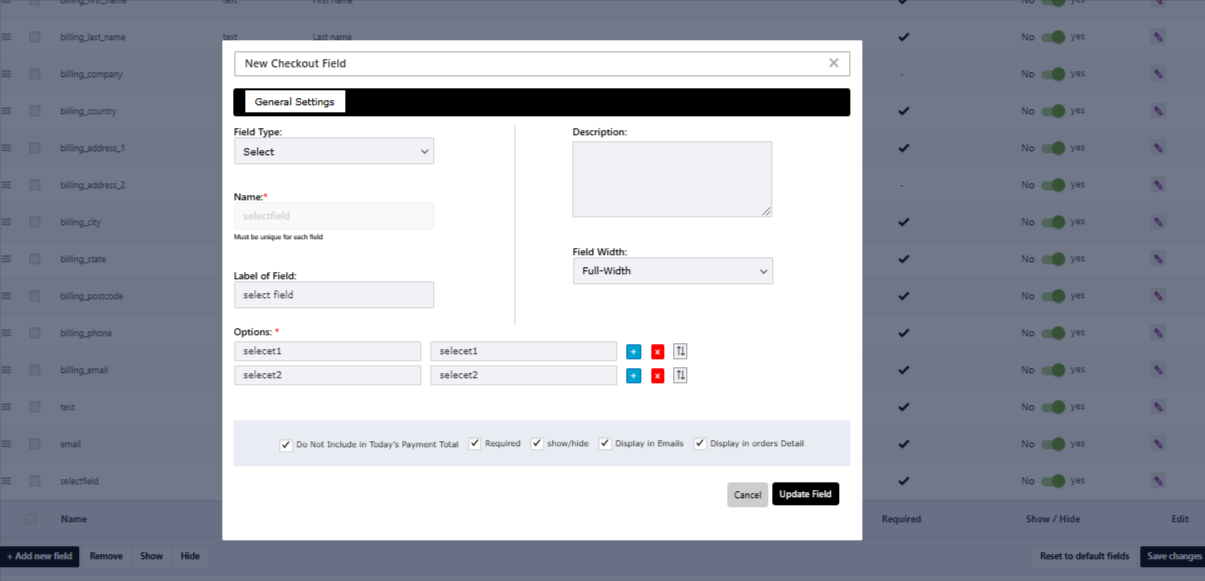 billing_first_name text First name No yes
billing_last_name text Last name No yes
billing_company - No yes
billing_country No yes
billing_address_1 No yes
billing_address_2 - No yes
billing_city No yes
billing_state No yes
billing_postcode No yes
billing_phone No yes
billing_email No yes
text No yes
email No yes
selectfield No yes
Name Required Show / Hide Edit
+ Add new field Remove Show Hide Reset to default fields Save changes
New Checkout Field ×
General Settings
Field Type:
Select
Name:*
selectfield
Must be unique for each field
Label of Field:
select field
Description:
Field Width:
Full-Width
Options: *
selecet1 selecet1 + x
selecet2 selecet2 + x
Do Not Include in Today's Payment Total Required show/hide Display in Emails Display in orders Detail
Cancel Update Field